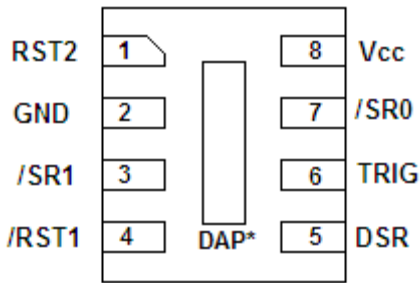 RST2 1 8 Vcc
GND 2 7 /SR0
/SR1 3 6 TRIG
/RST1 4 DAP* 5 DSR